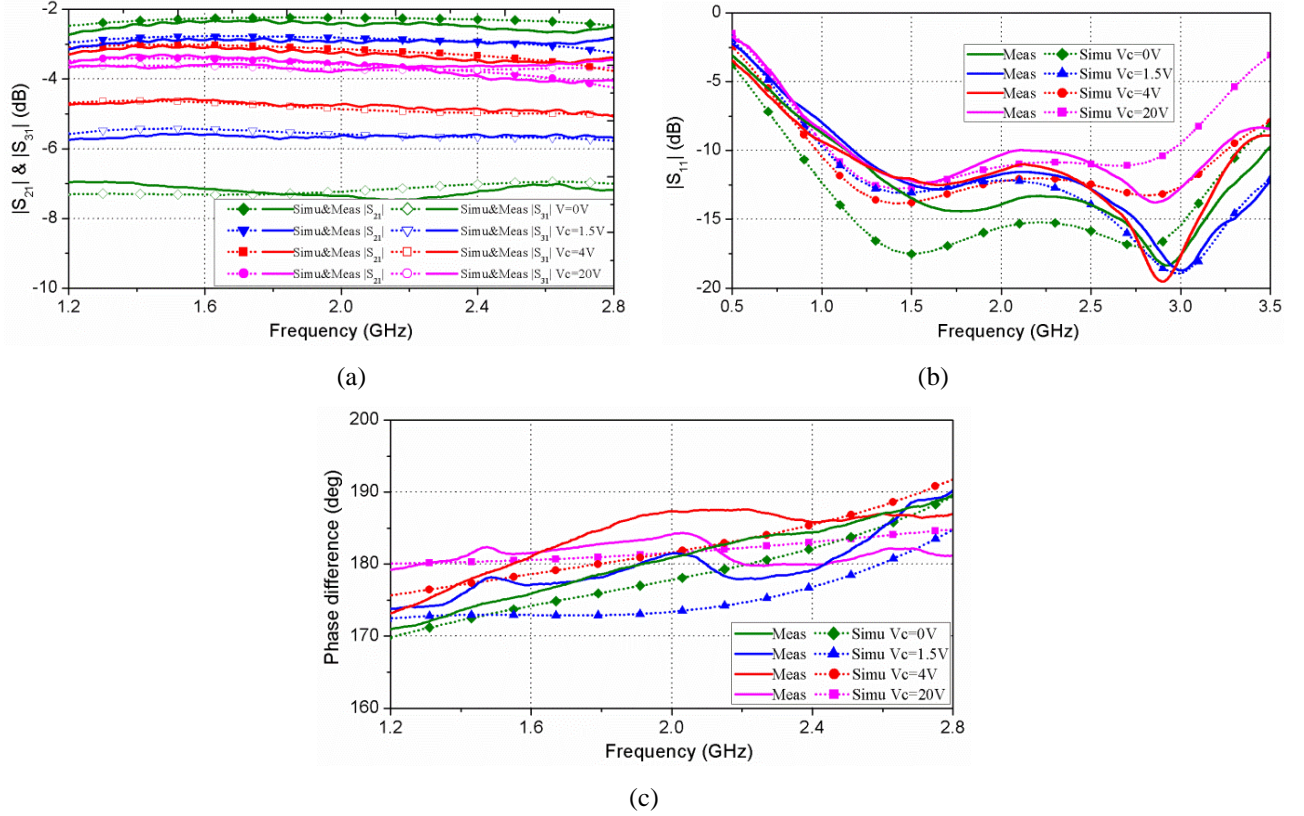 |S21| & |S31| (dB)
-2
-4
-6
-8
-10
Simu&Meas |S21| Simu&Meas |S31| V=0V
Simu&Meas |S21| Simu&Meas |S31| Vc=1.5V
Simu&Meas |S21| Simu&Meas |S31| Vc=4V
Simu&Meas |S21| Simu&Meas |S31| Vc=20V
1.2 1.6 2.0 2.4 2.8
Frequency (GHz)
(a)
|S11| (dB)
0
-5
-10
-15
-20
Meas Simu Vc=0V
Meas Simu Vc=1.5V
Meas Simu Vc=4V
Meas Simu Vc=20V
0.5 1.0 1.5 2.0 2.5 3.0 3.5
Frequency (GHz)
(b)
Phase difference (deg)
200
190
180
170
160
Meas Simu Vc=0V
Meas Simu Vc=1.5V
Meas Simu Vc=4V
Meas Simu Vc=20V
1.2 1.6 2.0 2.4 2.8
Frequency (GHz)
(c)